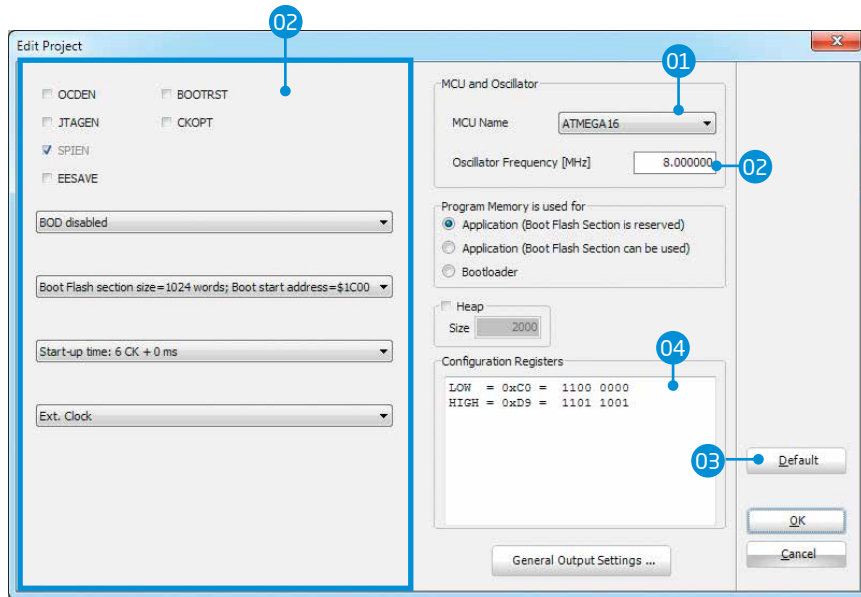 02
Edit Project
01
OCDEN
BOOTRST
JTAGEN
CKOPT
SPIEN
EESAVE
BOD disabled
Boot Flash section size=1024 words; Boot start address=$1C00
Start-up time: 6 CK + 0 ms
Ext. Clock
MCU and Oscillator
MCU Name
ATMEGA16
Oscillator Frequency [MHz]
8.000000
02
Program Memory is used for
Application (Boot Flash Section is reserved)
Application (Boot Flash Section can be used)
Bootloader
Heap
Size
2000
04
Configuration Registers
LOW = 0xC0 = 1100 0000
HIGH = 0xD9 = 1101 1001
General Output Settings ...
03
Default
OK
Cancel